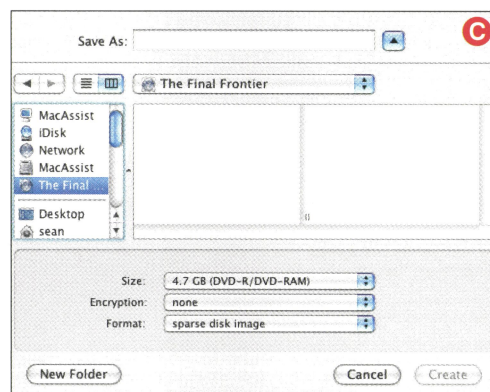 C
Save As:
The Final Frontier
MacAssist
iDisk
Network
MacAssist
The Final ...
Desktop
sean
Size: 4.7 GB (DVD-R/DVD-RAM)
Encryption: none
Format: sparse disk image
New Folder Cancel Create